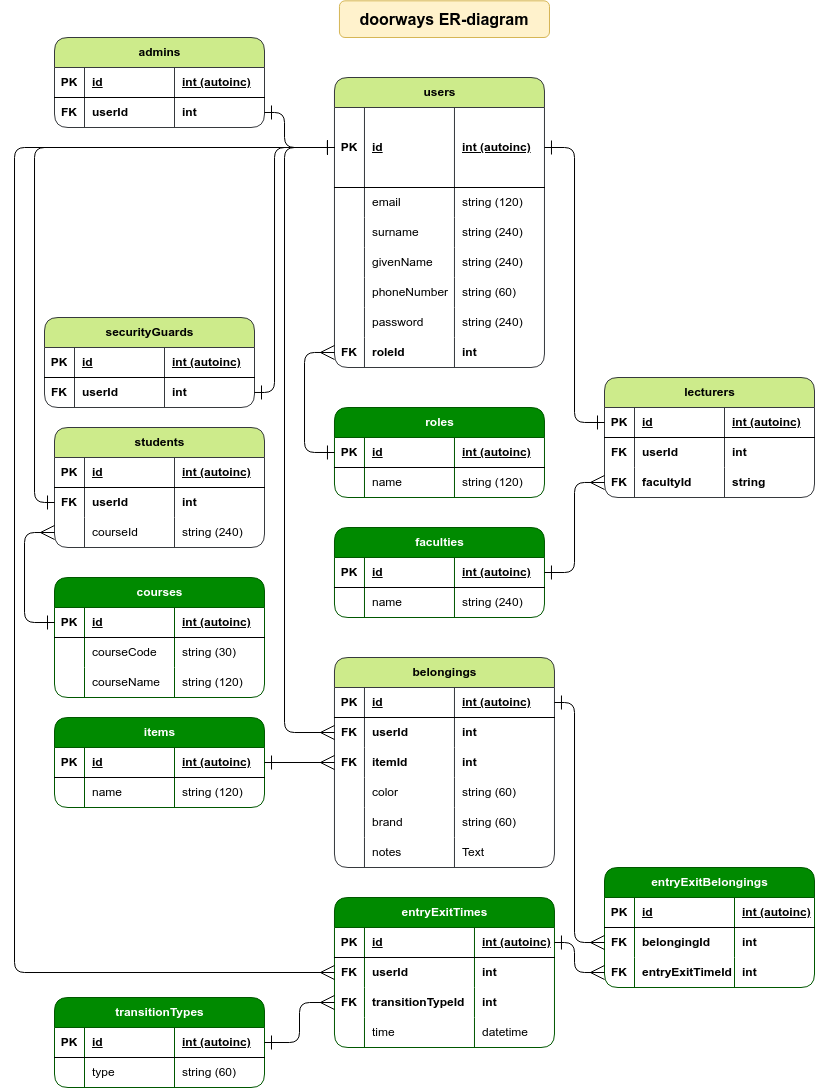 doorways ER-diagram
admins
PK id int (autoinc)
FK userId int
users
PK id int (autoinc)
email string (120)
surname string (240)
givenName string (240)
phoneNumber string (60)
password string (240)
FK roleId int
securityGuards
PK id int (autoinc)
FK userId int
lecturers
PK id int (autoinc)
FK userId int
FK facultyId string
roles
PK id int (autoinc)
name string (120)
students
PK id int (autoinc)
FK userId int
courseId string (240)
faculties
PK id int (autoinc)
name string (240)
courses
PK id int (autoinc)
courseCode string (30)
courseName string (120)
belongings
PK id int (autoinc)
FK userId int
FK itemId int
color string (60)
brand string (60)
notes Text
items
PK id int (autoinc)
name string (120)
entryExitBelongings
PK id int (autoinc)
FK belongingId int
FK entryExitTimeId int
entryExitTimes
PK id int (autoinc)
FK userId int
FK transitionTypeId int
time datetime
transitionTypes
PK id int (autoinc)
type string (60)